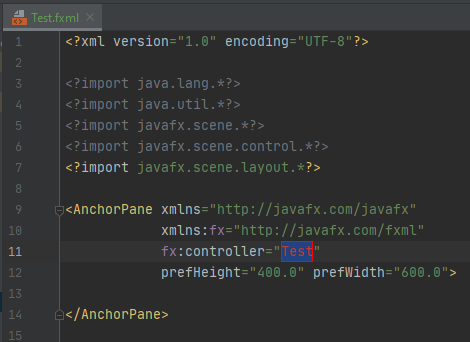 Test.fxml
1 <?xml version="1.0" encoding="UTF-8"?>
2
3 <?import java.lang.*?>
4 <?import java.util.*?>
5 <?import javafx.scene.*?>
6 <?import javafx.scene.control.*?>
7 <?import javafx.scene.layout.*?>
8
9 <AnchorPane xmlns="http://javafx.com/javafx"
10 xmlns:fx="http://javafx.com/fxml"
11 fx:controller="Test"
12 prefHeight="400.0" prefWidth="600.0">
13
14 </AnchorPane>
15